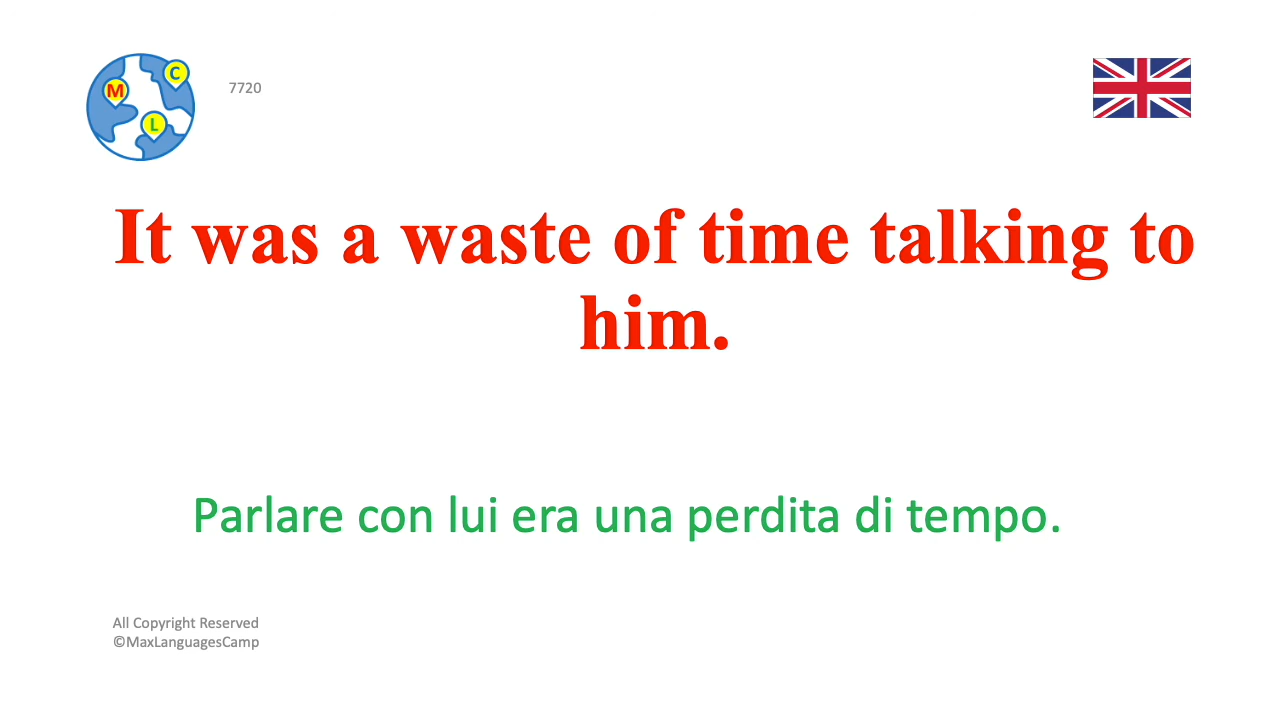 C
M
L
7720
It was a waste of time talking to
him.
Parlare con lui era una perdita di tempo.
All Copyright Reserved
©MaxLanguagesCamp